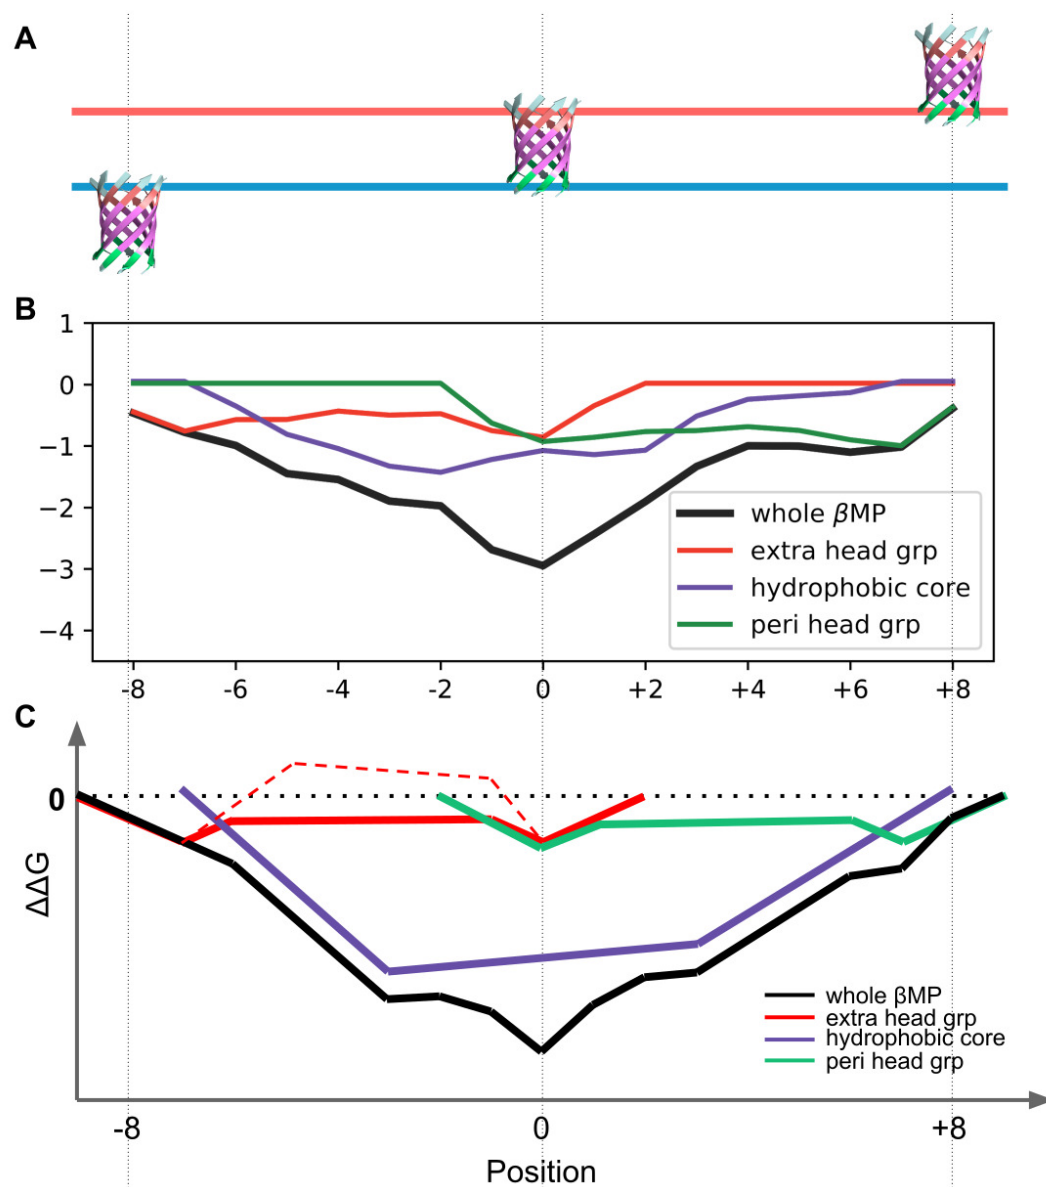 A
B
1
0
−1
−2
−3
−4
whole βMP
extra head grp
hydrophobic core
peri head grp
-8 -6 -4 -2 0 +2 +4 +6 +8
C
0
ΔΔG
whole βMP
extra head grp
hydrophobic core
peri head grp
-8 0 +8
Position